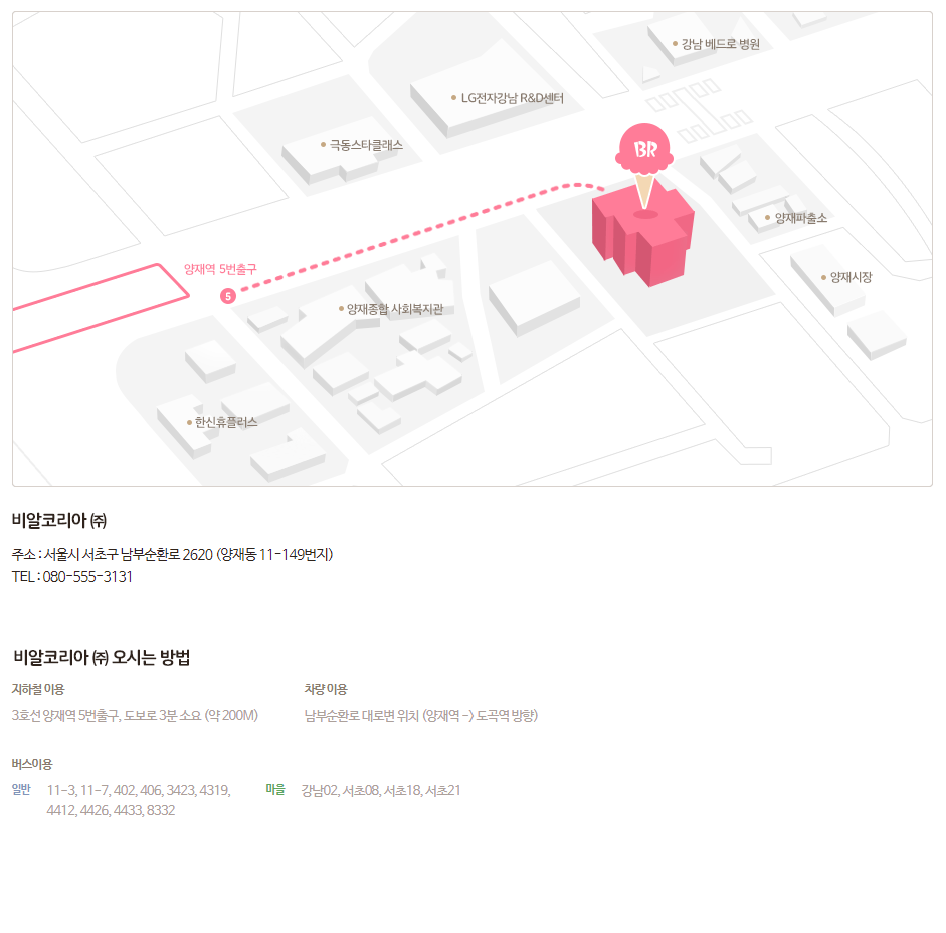 강남 베드로 병원
LG전자강남 R&D센터
극동스타클래스
BR
양재파출소
양재역 5번출구
5
양재시장
양재종합 사회복지관
한신휴플러스
비알코리아 ㈜
주소 : 서울시 서초구 남부순환로 2620 (양재동 11-149번지)
TEL : 080-555-3131
비알코리아 ㈜ 오시는 방법
지하철 이용
차량 이용
3호선 양재역 5번출구, 도보로 3분 소요 (약 200M)
남부순환로 대로변 위치 (양재역 -> 도곡역 방향)
버스이용
일반 11-3, 11-7, 402, 406, 3423, 4319,
4412, 4426, 4433, 8332
마을 강남02, 서초08, 서초18, 서초21